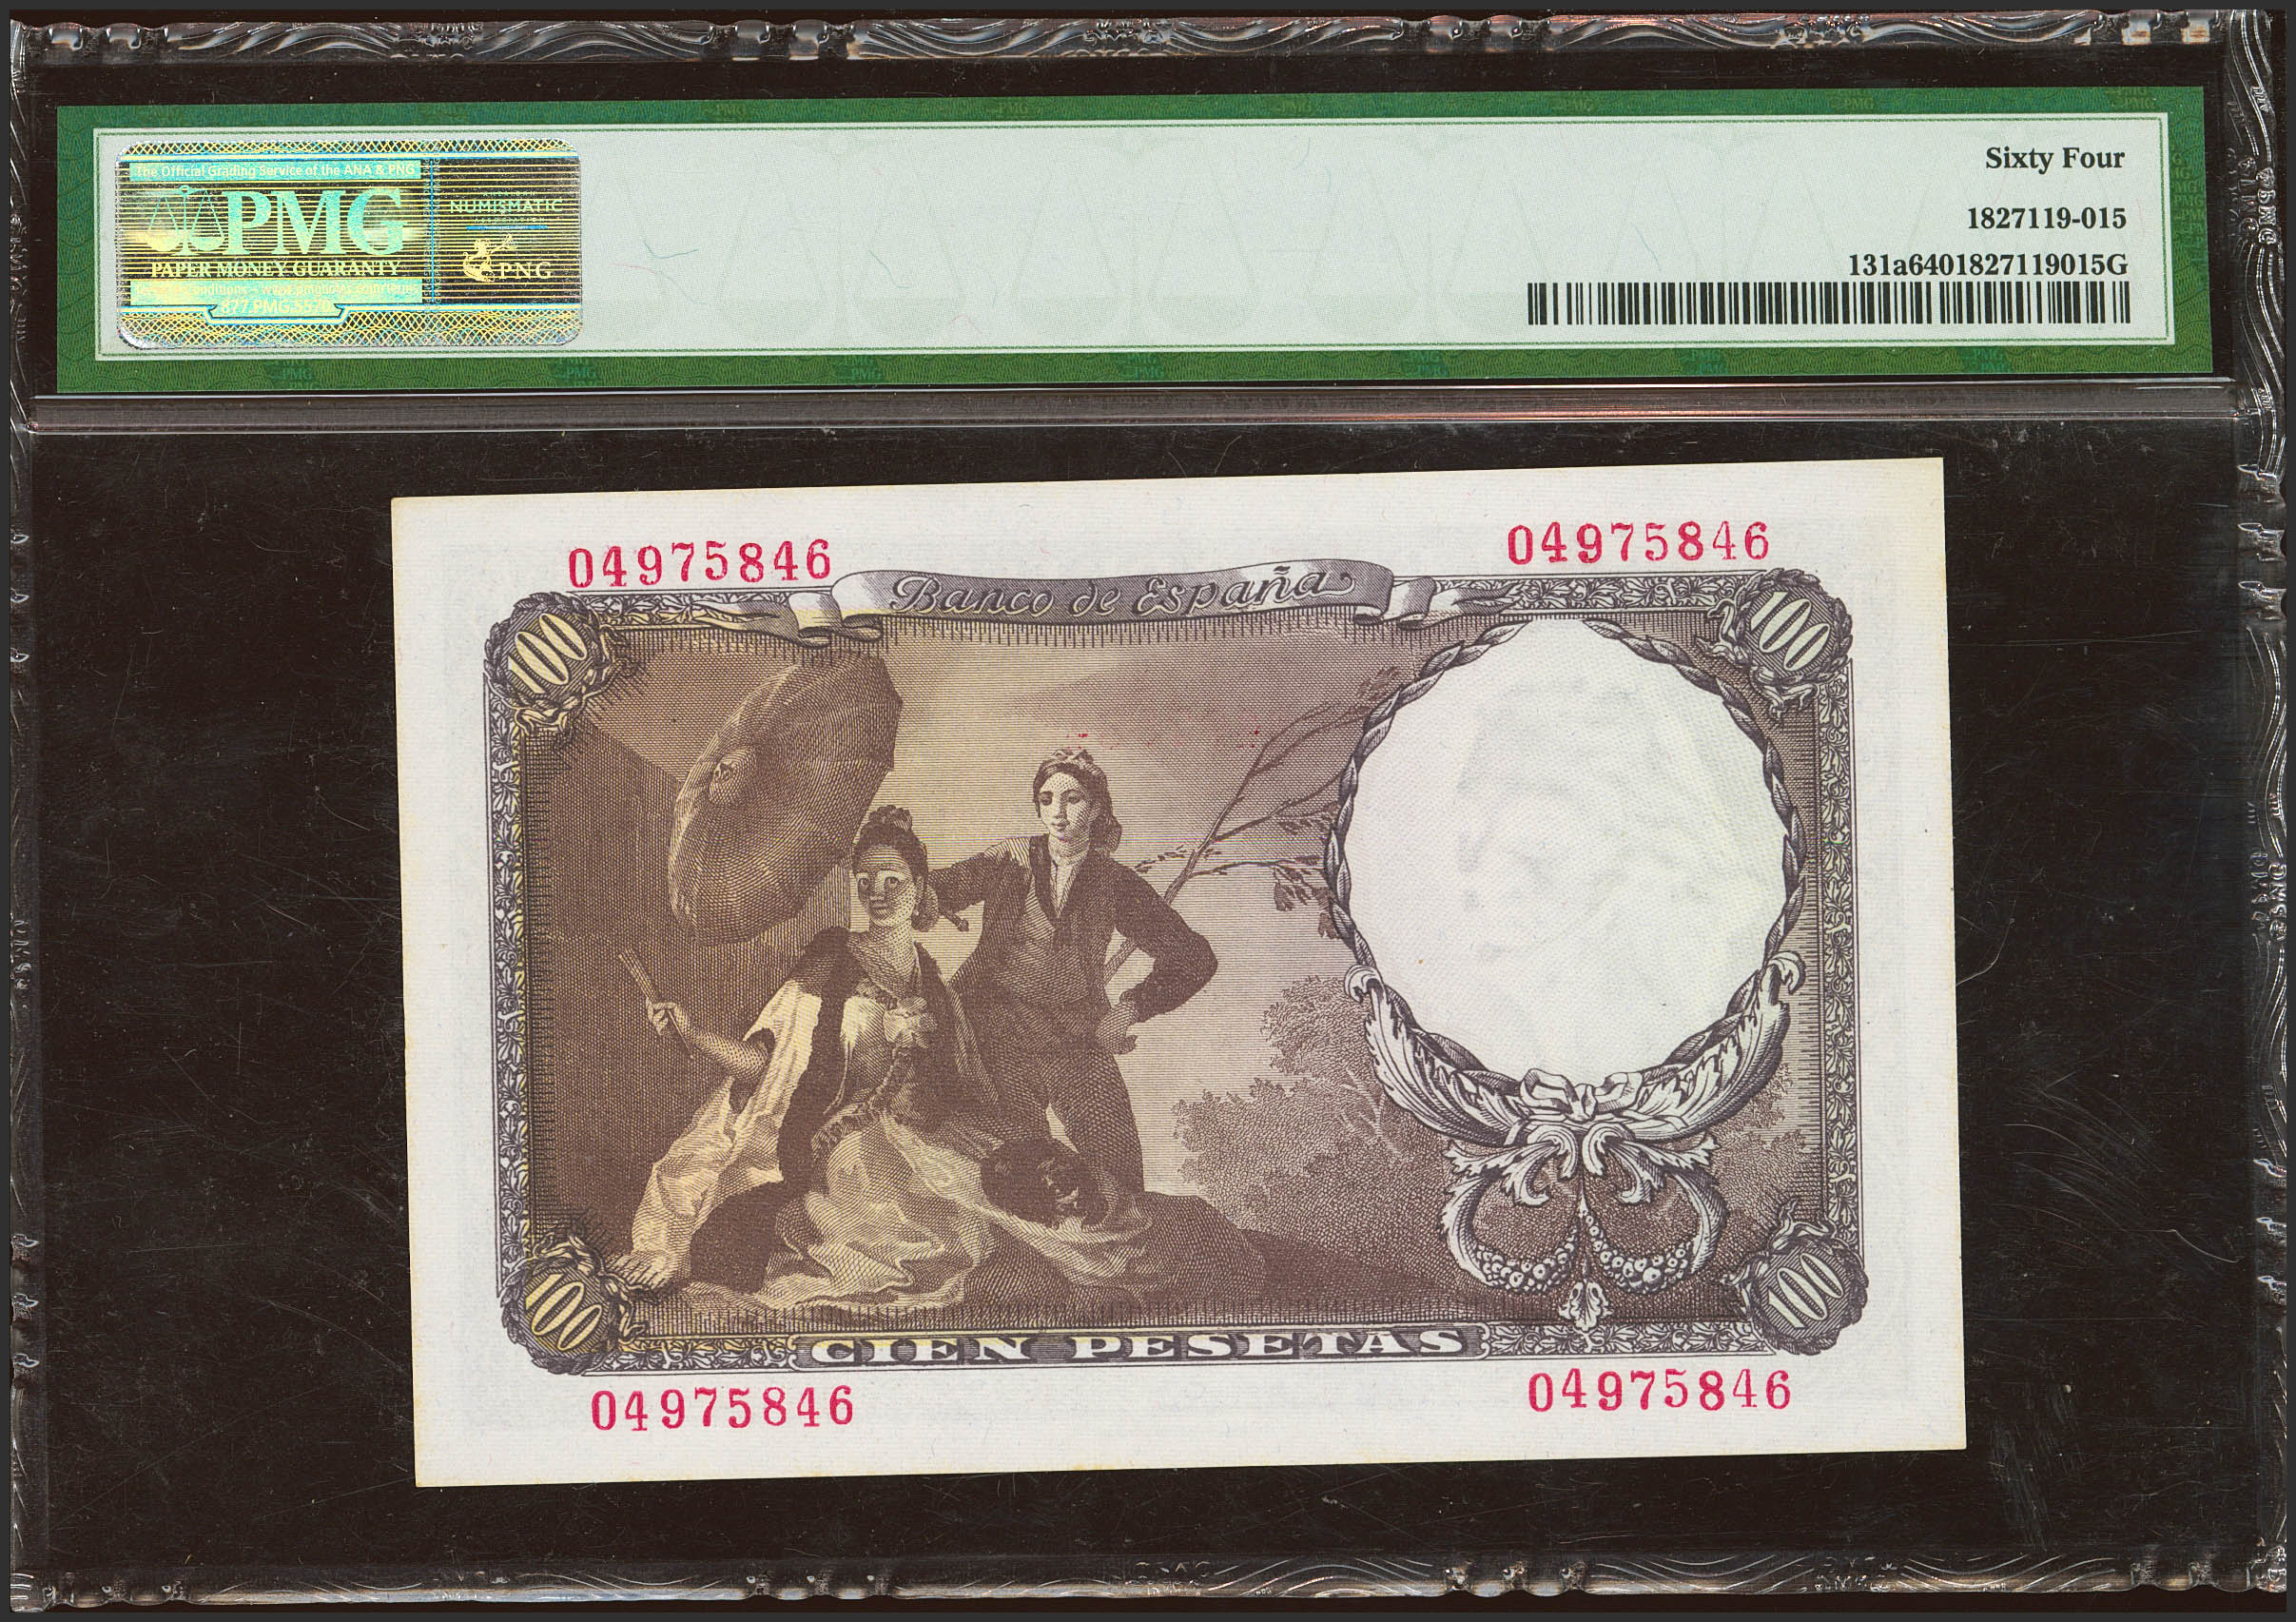 The Official Grading Service of the ANA & PNG
PMG
PAPER MONEY GUARANTY
877.PMG.5570
NUMISMATIC
PNG
Sixty Four
1827119-015
131a6401827119015G
04975846
04975846
Banco de España
100
100
100
100
CIEN PESETAS
04975846
04975846